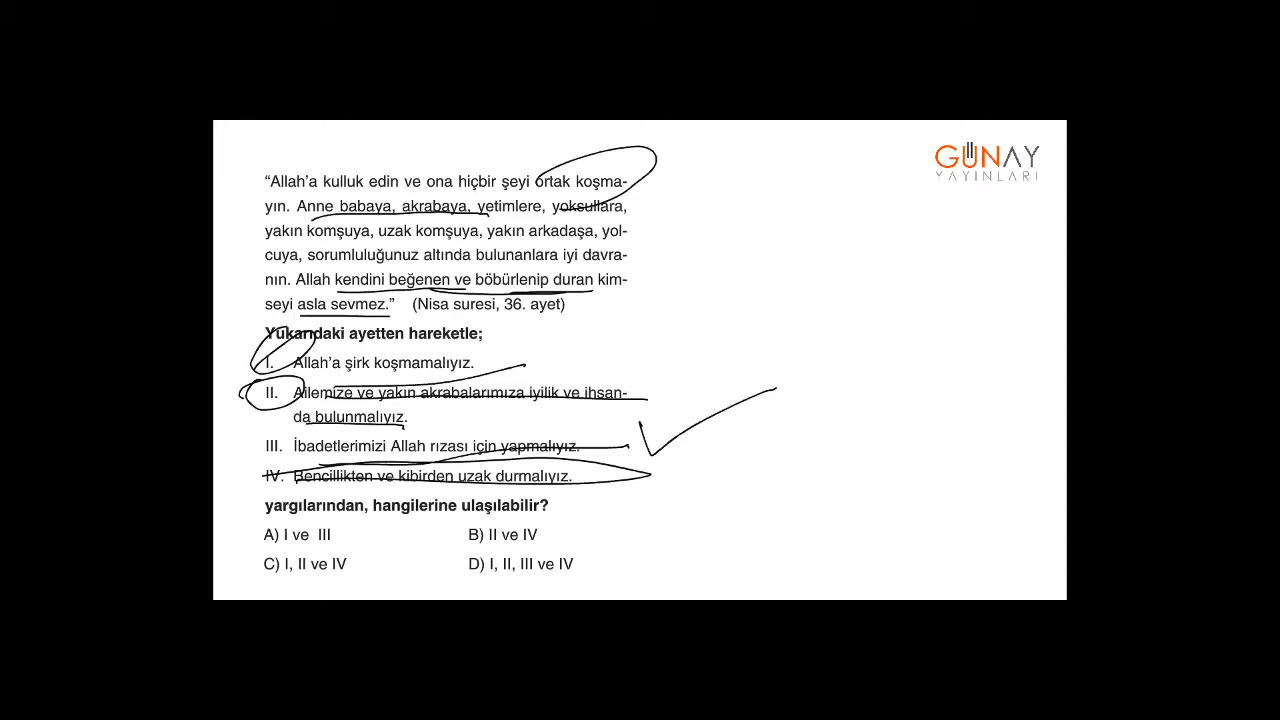 GÜNAY
YAYINLARI
“Allah’a kulluk edin ve ona hiçbir şeyi ortak koşma-
yın. Anne babaya, akrabaya, yetimlere, yoksullara,
yakın komşuya, uzak komşuya, yakın arkadaşa, yol-
cuya, sorumluluğunuz altında bulunanlara iyi davra-
nın. Allah kendini beğenen ve böbürlenip duran kim-
seyi asla sevmez.” (Nisa suresi, 36. ayet)
Yukarıdaki ayetten hareketle;
I. Allah’a şirk koşmamalıyız.
II. Ailemize ve yakın akrabalarımıza iyilik ve ihsan-
da bulunmalıyız.
III. İbadetlerimizi Allah rızası için yapmalıyız.
IV. Bencillikten ve kibirden uzak durmalıyız.
yargılarından, hangilerine ulaşılabilir?
A) I ve III B) II ve IV
C) I, II ve IV D) I, II, III ve IV